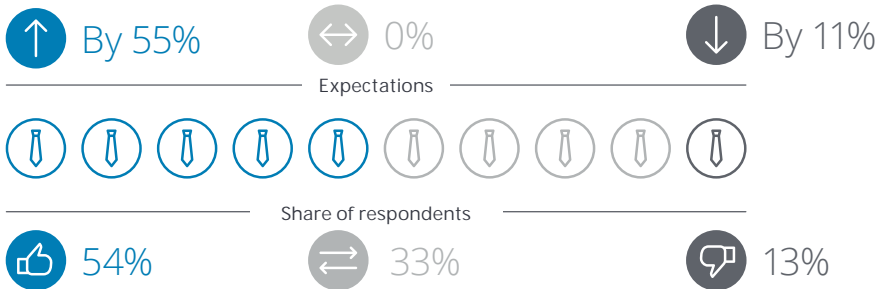 By 55% 0% By 11%
Expectations
Share of respondents
54% 33% 13%